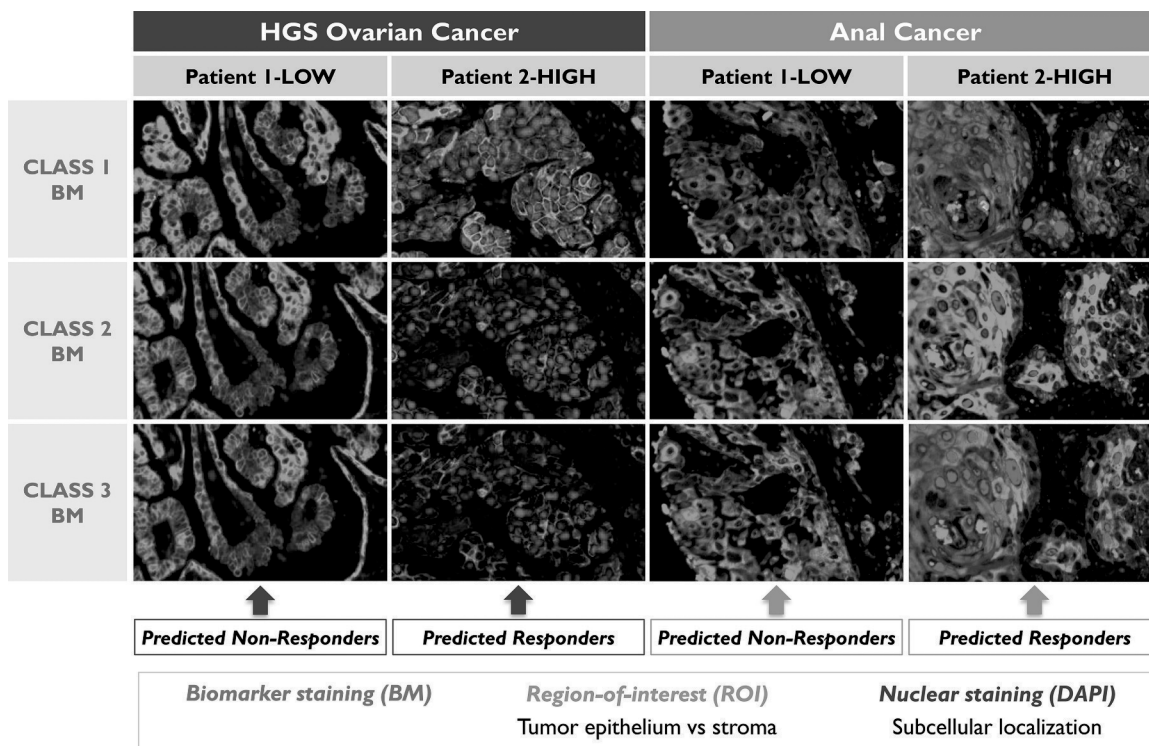 HGS Ovarian Cancer
Anal Cancer
Patient 1-LOW
Patient 2-HIGH
Patient 1-LOW
Patient 2-HIGH
CLASS 1
BM
CLASS 2
BM
CLASS 3
BM
Predicted Non-Responders
Predicted Responders
Predicted Non-Responders
Predicted Responders
Biomarker staining (BM)
Region-of-interest (ROI)
Nuclear staining (DAPI)
Tumor epithelium vs stroma
Subcellular localization